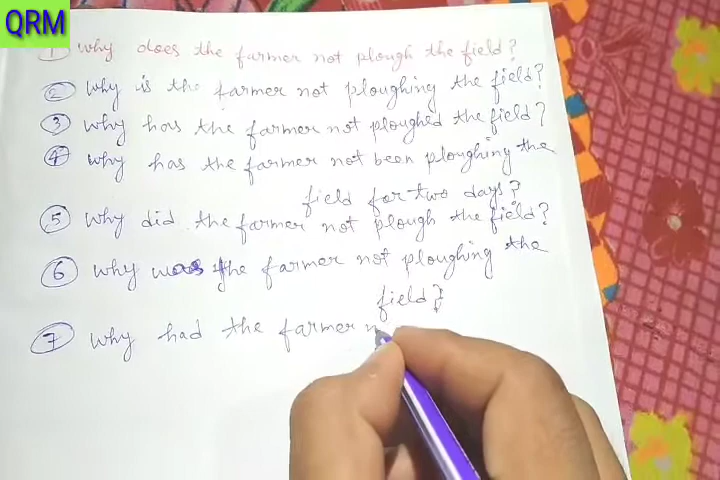 QRM
① Why does the farmer not plough the field?
② Why is the farmer not ploughing the field?
③ Why has the farmer not ploughed the field?
④ Why has the farmer not been ploughing the
field for two days?
⑤ Why did the farmer not plough the field?
⑥ Why was the farmer not ploughing the
field?
⑦ Why had the farmer n